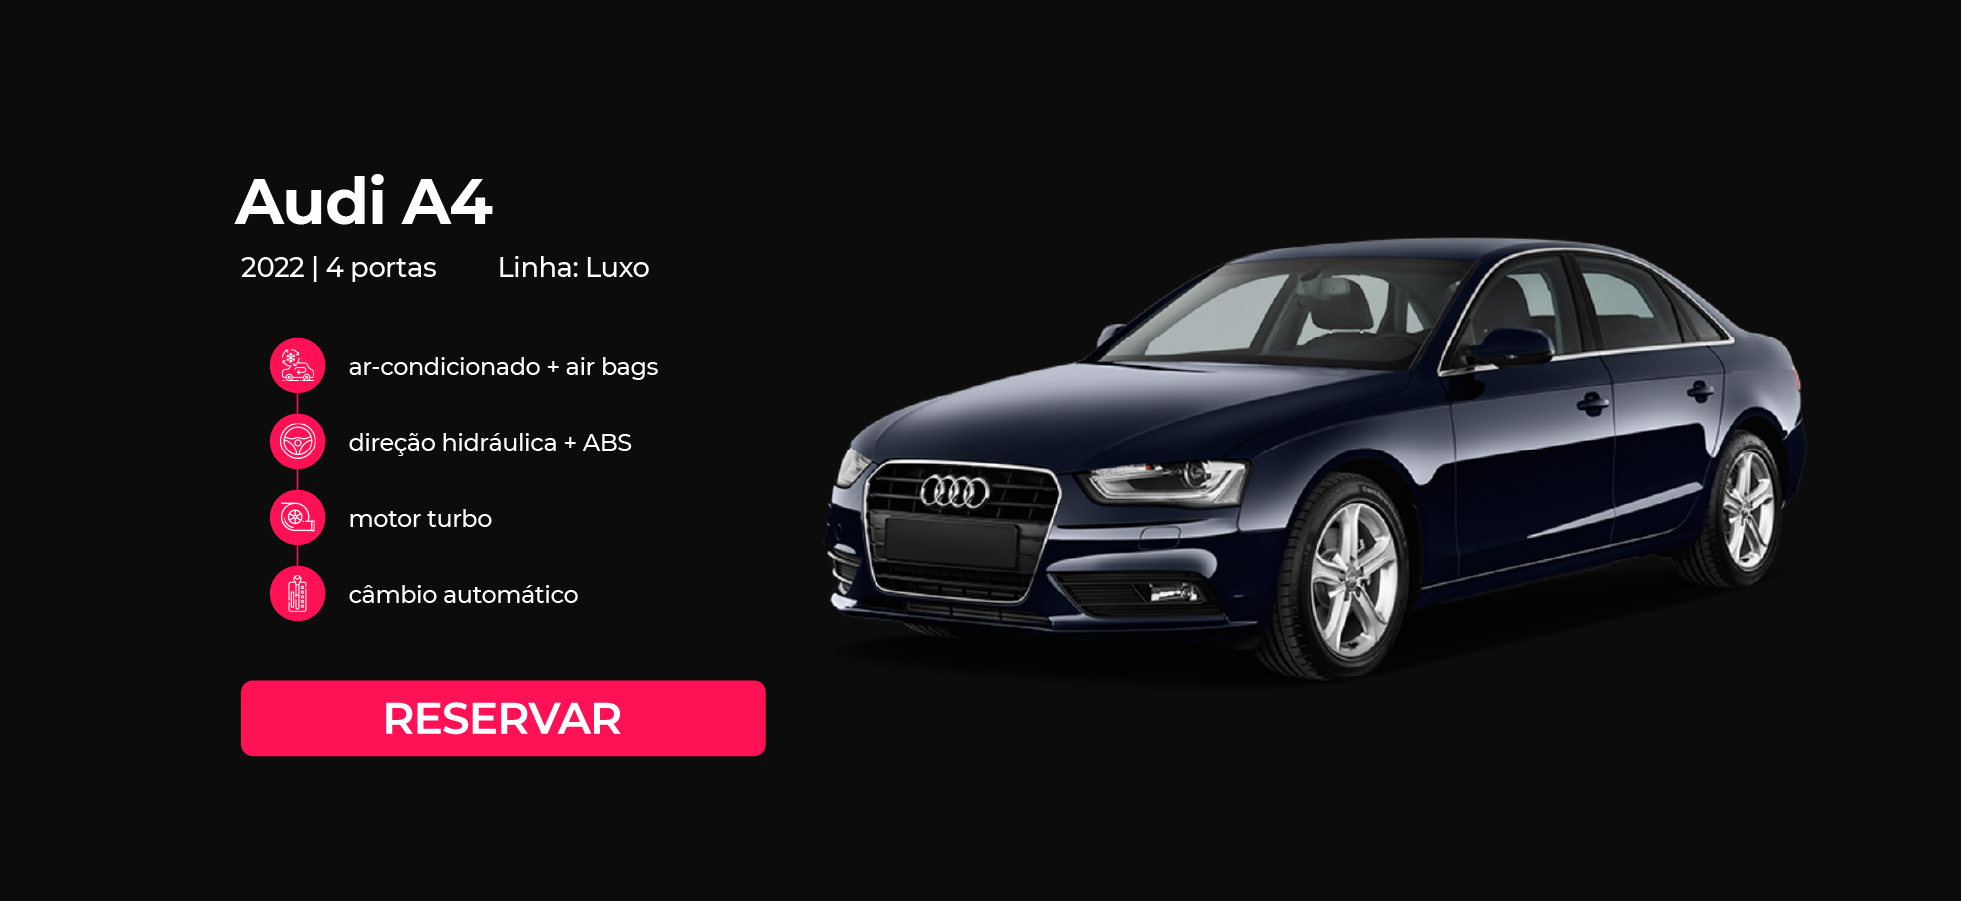 Audi A4
2022 | 4 portas Linha: Luxo
ar-condicionado + air bags
direção hidráulica + ABS
motor turbo
câmbio automático
RESERVAR